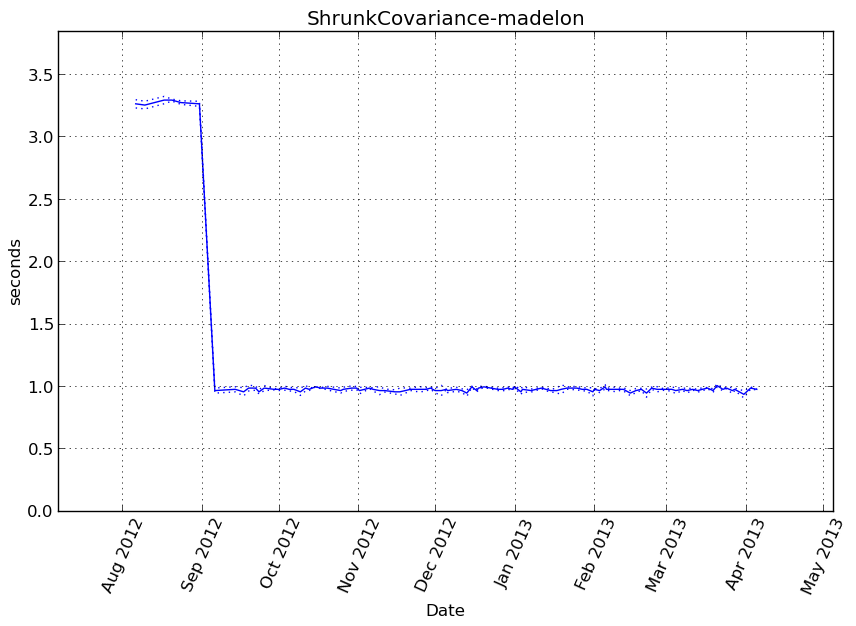 ShrunkCovariance-madelon
3.5
3.0
2.5
2.0
1.5
1.0
0.5
0.0
seconds
Aug 2012
Sep 2012
Oct 2012
Nov 2012
Dec 2012
Jan 2013
Feb 2013
Mar 2013
Apr 2013
May 2013
Date